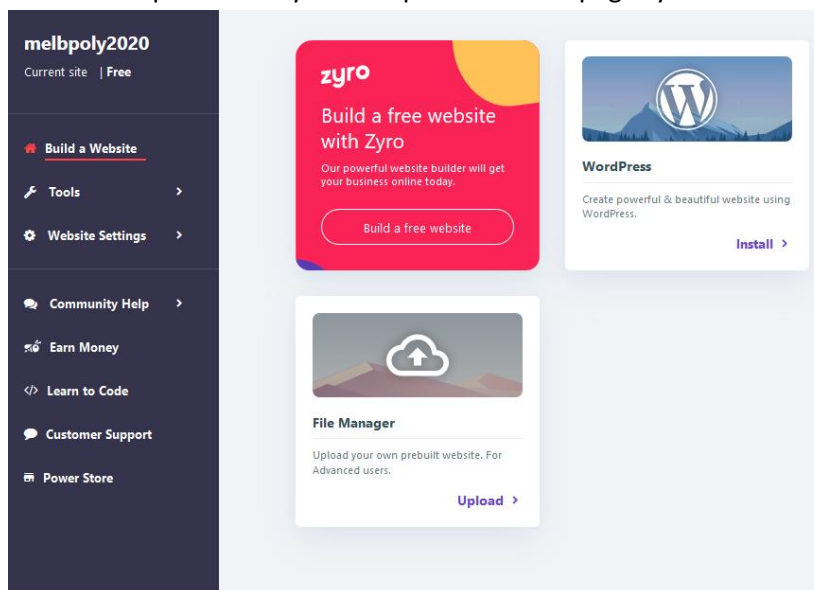 melbpoly2020
Current site | Free
Build a Website
Tools
Website Settings
Community Help
Earn Money
Learn to Code
Customer Support
Power Store
zyro
Build a free website
with Zyro
Our powerful website builder will get
your business online today.
Build a free website
WordPress
Create powerful & beautiful website using
WordPress.
Install
File Manager
Upload your own prebuilt website. For
Advanced users.
Upload